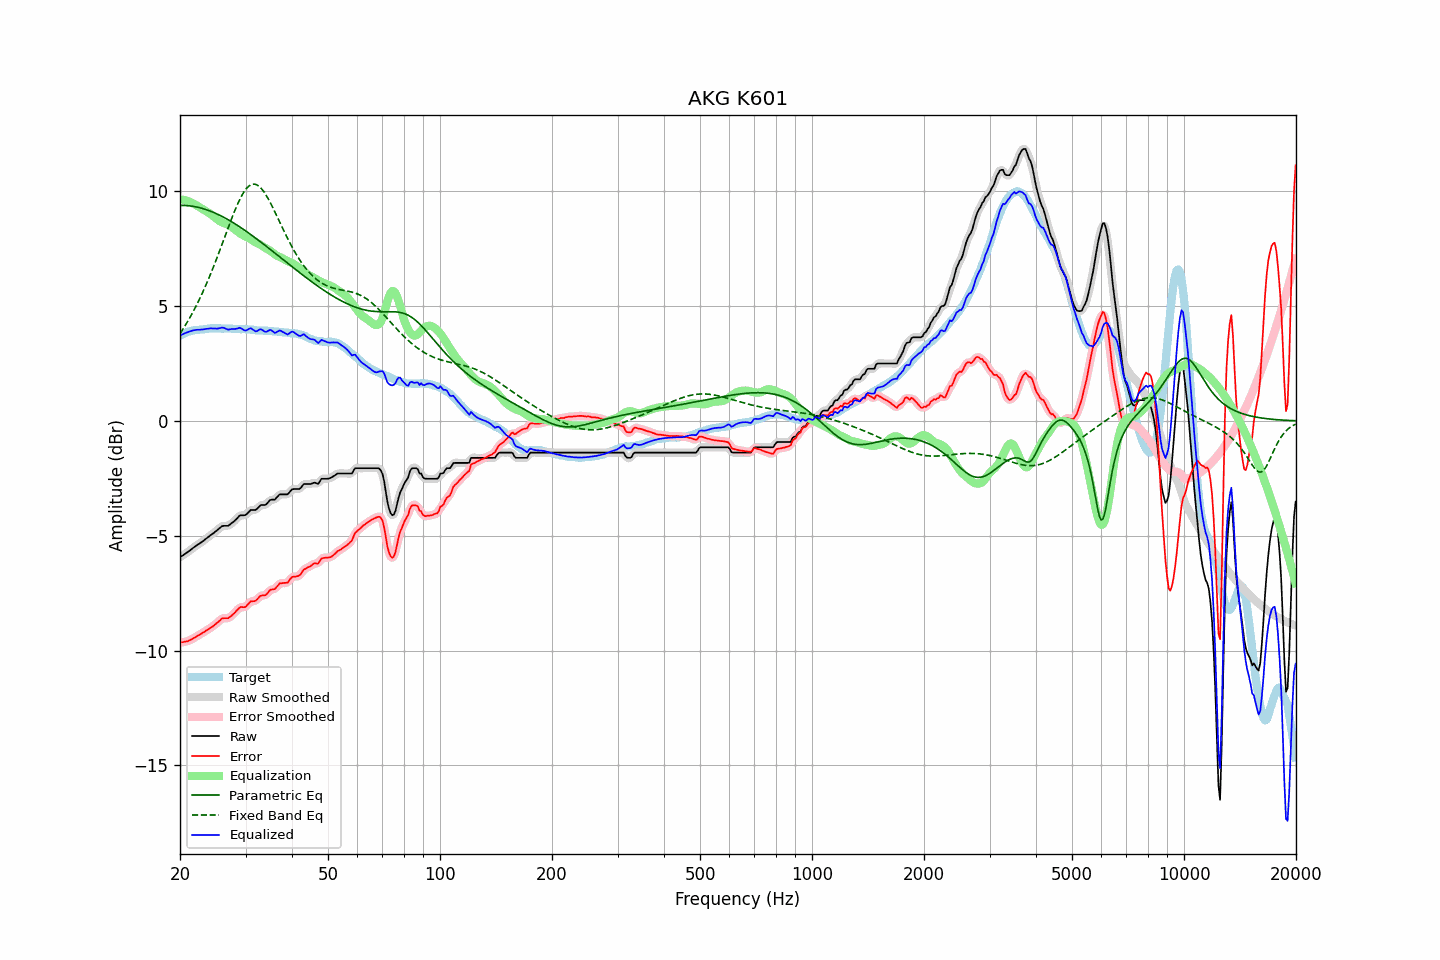 AKG K601
Amplitude (dBr)
10
5
0
−5
−10
−15
Target
Raw Smoothed
Error Smoothed
Raw
Error
Equalization
Parametric Eq
Fixed Band Eq
Equalized
20 50 100 200 500 1000 2000 5000 10000 20000
Frequency (Hz)